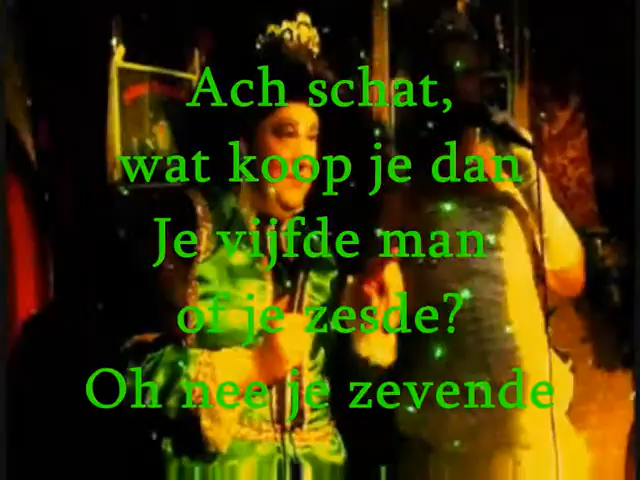 Ach schat,
wat koop je dan
Je vijfde man
of je zesde?
Oh nee je zevende